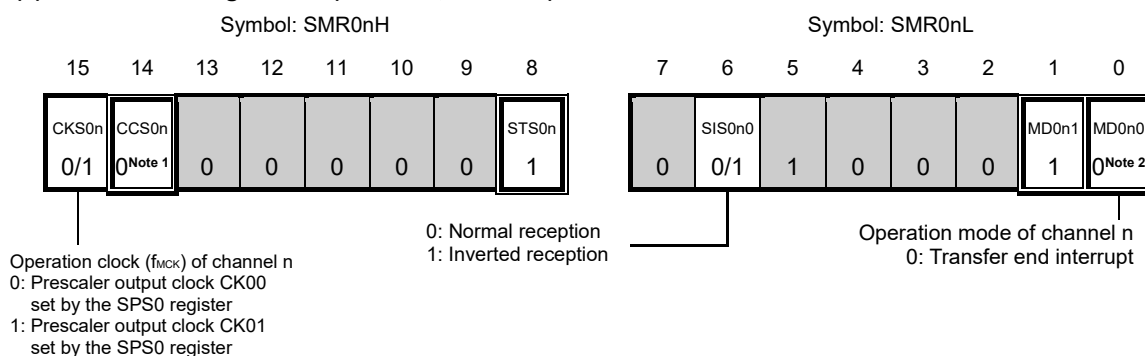 Symbol: SMR0nH
Symbol: SMR0nL
15 14 13 12 11 10 9 8
7 6 5 4 3 2 1 0
CKS0n CCS0n STS0n
SIS0n0 MD0n1 MD0n0
0/1 0Note 1 0 0 0 0 0 1
0 0/1 1 0 0 0 1 0Note 2
Operation clock (fMCK) of channel n
0: Prescaler output clock CK00
set by the SPS0 register
1: Prescaler output clock CK01
set by the SPS0 register
0: Normal reception
1: Inverted reception
Operation mode of channel n
0: Transfer end interrupt